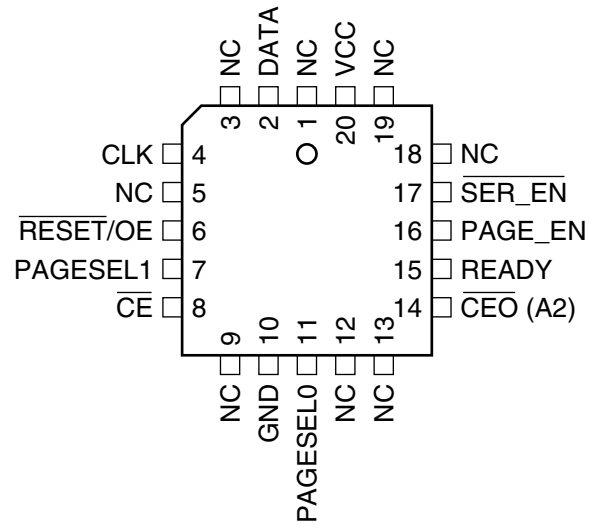 NC
DATA
NC
VCC
NC
3
2
1
20
19
CLK 4
NC 5
RESET/OE 6
PAGESEL1 7
CE 8
18 NC
17 SER_EN
16 PAGE_EN
15 READY
14 CEO (A2)
9
10
11
12
13
NC
GND
PAGESEL0
NC
NC